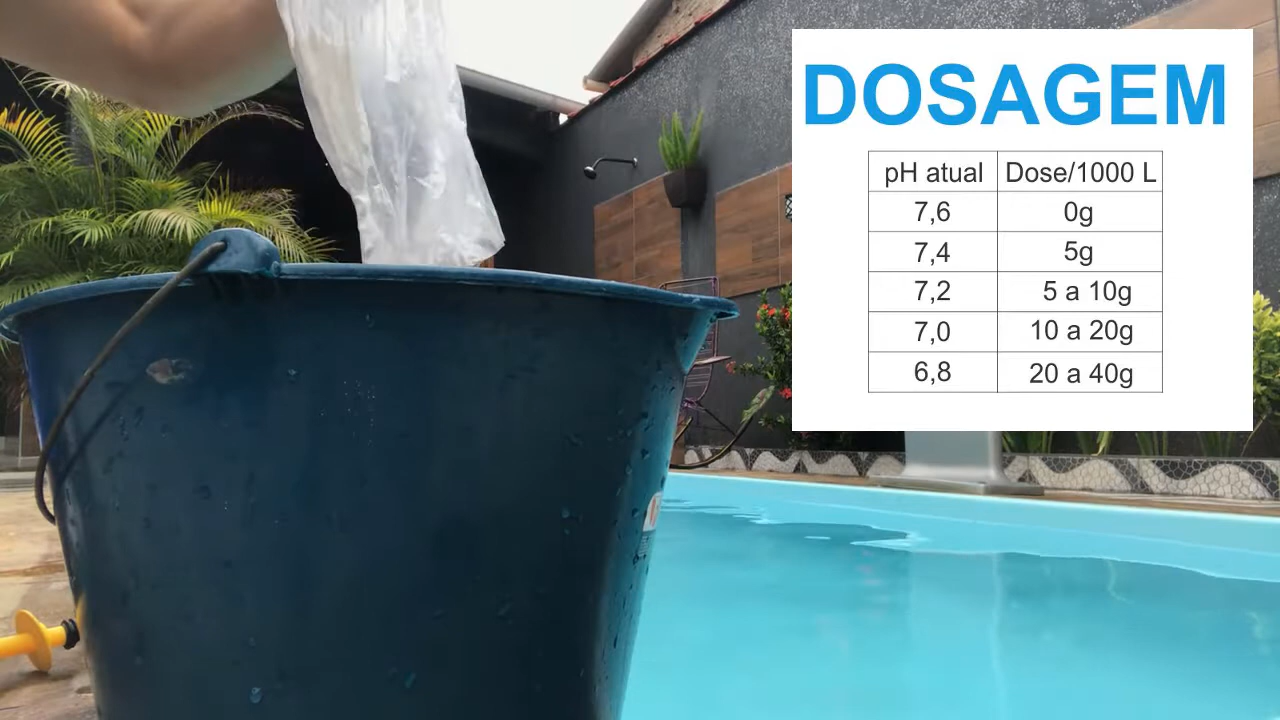 DOSAGEM
pH atual Dose/1000 L
7,6 0g
7,4 5g
7,2 5 a 10g
7,0 10 a 20g
6,8 20 a 40g